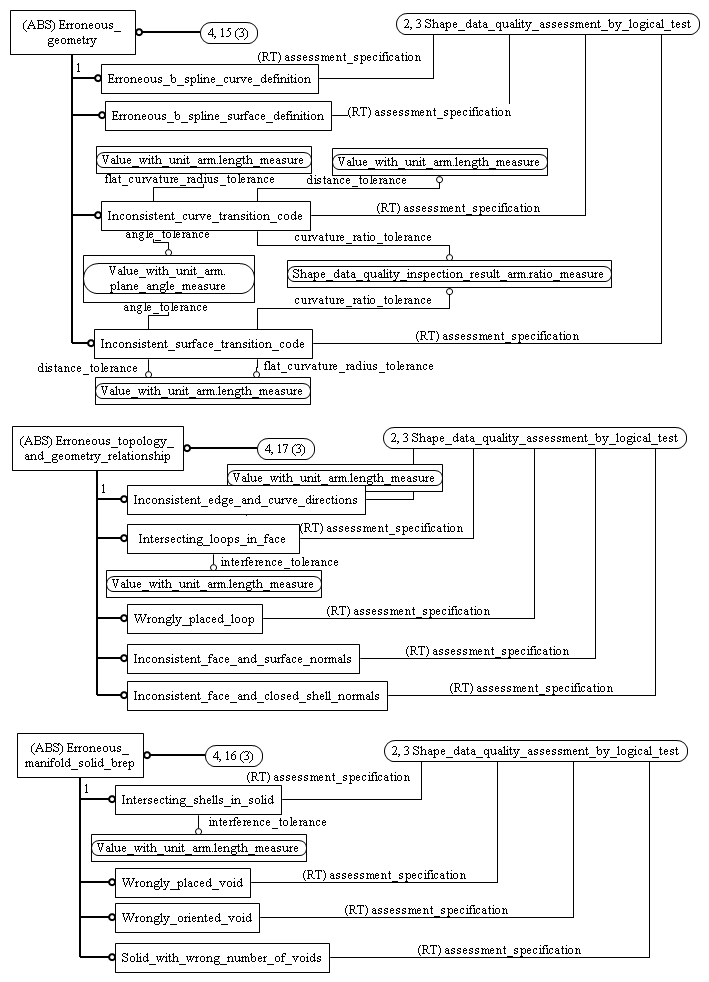 (ABS) Erroneous_
geometry
4, 15 (3)
2, 3 Shape_data_quality_assessment_by_logical_test
(RT) assessment_specification
1
Erroneous_b_spline_curve_definition
Erroneous_b_spline_surface_definition
(RT) assessment_specification
Value_with_unit_arm.length_measure
Value_with_unit_arm.length_measure
flat_curvature_radius_tolerance
distance_tolerance
Inconsistent_curve_transition_code
(RT) assessment_specification
angle_tolerance
curvature_ratio_tolerance
Value_with_unit_arm.
plane_angle_measure
Shape_data_quality_inspection_result_arm.ratio_measure
angle_tolerance
curvature_ratio_tolerance
Inconsistent_surface_transition_code
(RT) assessment_specification
distance_tolerance
flat_curvature_radius_tolerance
Value_with_unit_arm.length_measure
(ABS) Erroneous_topology_
and_geometry_relationship
4, 17 (3)
2, 3 Shape_data_quality_assessment_by_logical_test
Value_with_unit_arm.length_measure
1
Inconsistent_edge_and_curve_directions
Intersecting_loops_in_face
(RT) assessment_specification
interference_tolerance
Value_with_unit_arm.length_measure
Wrongly_placed_loop
(RT) assessment_specification
Inconsistent_face_and_surface_normals
(RT) assessment_specification
Inconsistent_face_and_closed_shell_normals
(RT) assessment_specification
(ABS) Erroneous_
manifold_solid_brep
4, 16 (3)
2, 3 Shape_data_quality_assessment_by_logical_test
(RT) assessment_specification
1
Intersecting_shells_in_solid
interference_tolerance
Value_with_unit_arm.length_measure
Wrongly_placed_void
(RT) assessment_specification
Wrongly_oriented_void
(RT) assessment_specification
Solid_with_wrong_number_of_voids
(RT) assessment_specification